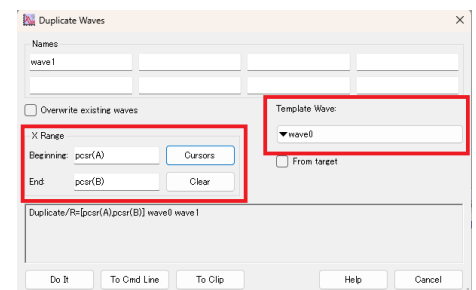 Duplicate Waves
Names
wave1
Overwrite existing waves
Template Wave:
wave0
From target
X Range
Beginning: pcsr(A) Cursors
End: pcsr(B) Clear
Duplicate/R=[pcsr(A),pcsr(B)] wave0 wave1
Do It To Cmd Line To Clip Help Cancel